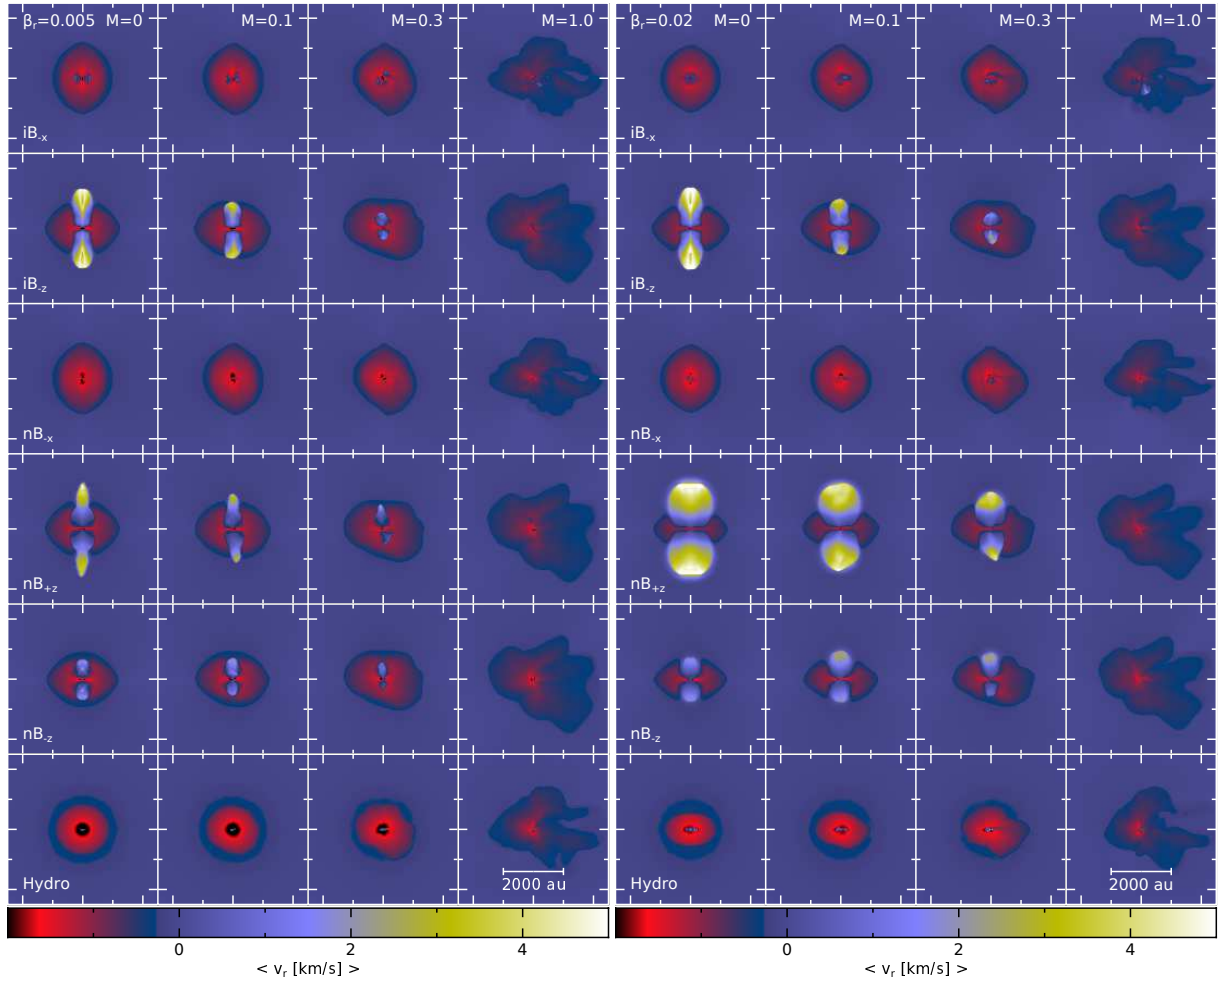 βᵣ=0.005 M=0 M=0.1 M=0.3 M=1.0 βᵣ=0.02 M=0 M=0.1 M=0.3 M=1.0
iB-x iB-x
iB-z iB-z
nB-x nB-x
nB+z nB+z
nB-z nB-z
Hydro 2000 au Hydro 2000 au
0 2 4 0 2 4
< vᵣ [km/s] > < vᵣ [km/s] >